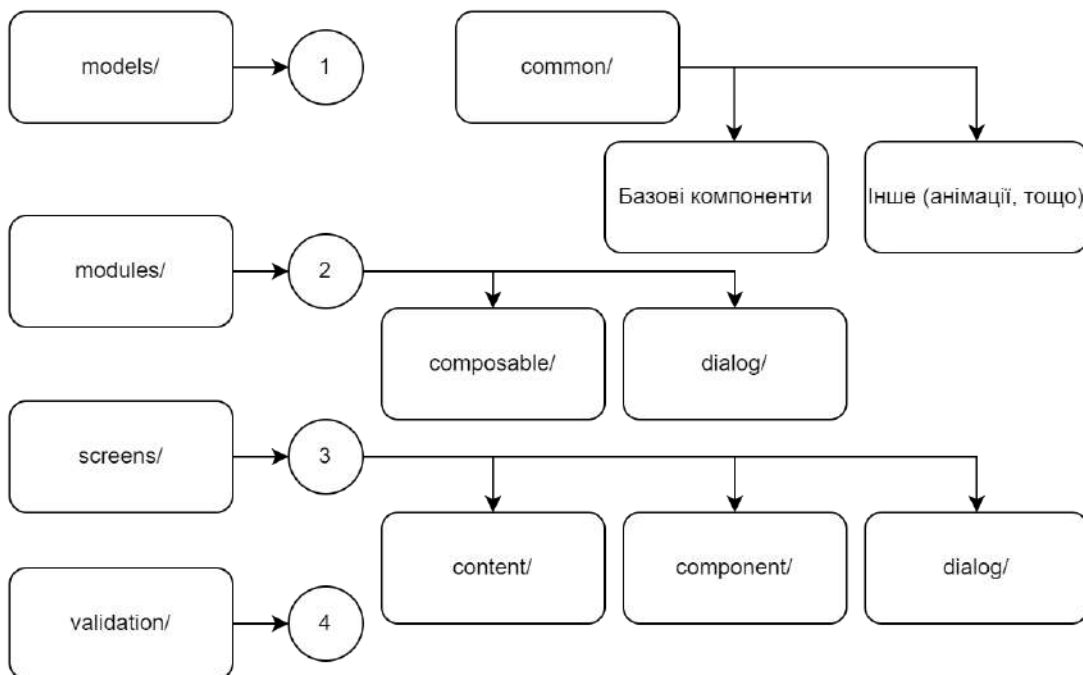 models/
1
common/
Базові компоненти
Інше (анімації, тощо)
modules/
2
composable/
dialog/
screens/
3
content/
component/
dialog/
validation/
4